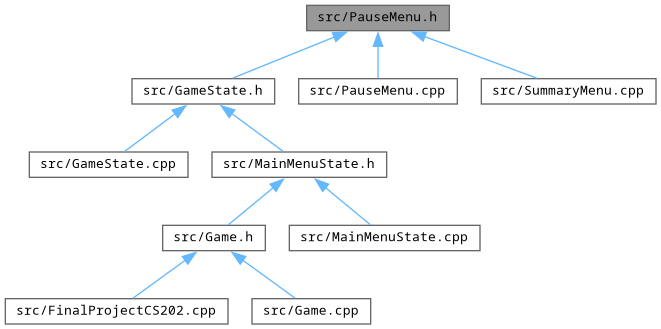 src/PauseMenu.h
src/GameState.h
src/PauseMenu.cpp
src/SummaryMenu.cpp
src/GameState.cpp
src/MainMenuState.h
src/Game.h
src/MainMenuState.cpp
src/FinalProjectCS202.cpp
src/Game.cpp